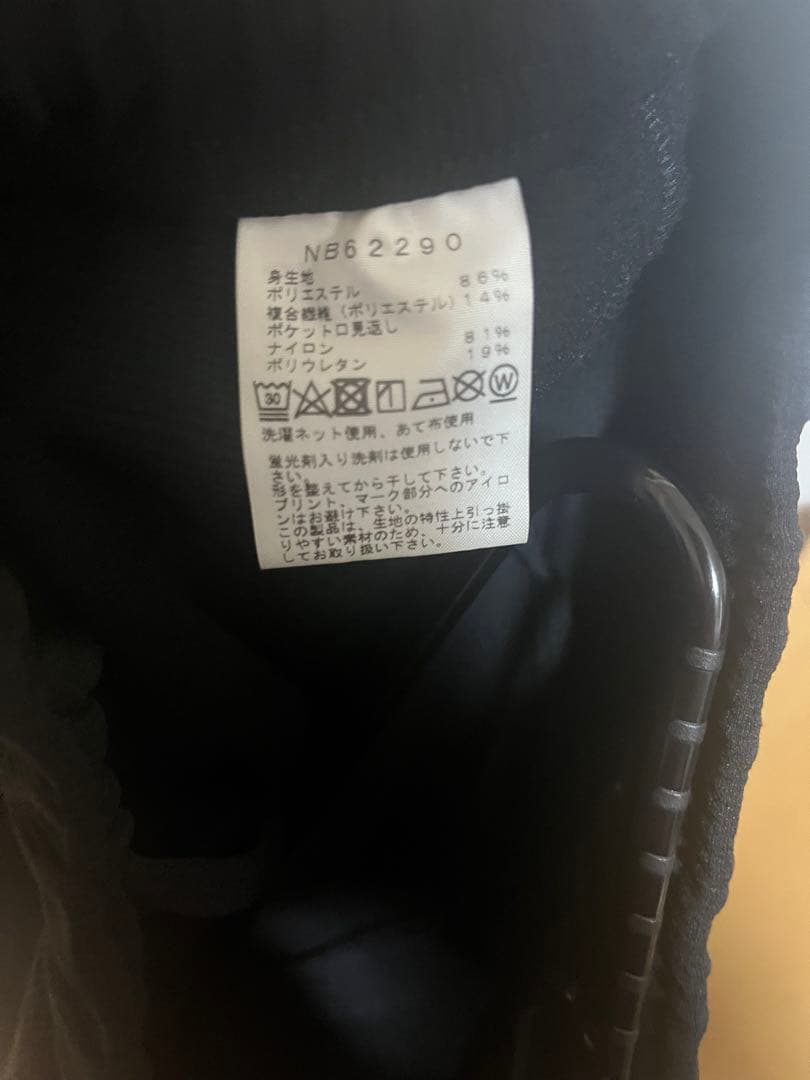 NB62290
身生地
ポリエステル 86%
複合繊維（ポリエステル）14%
ポケット口見返し
ナイロン 81%
ポリウレタン 19%
30 W
洗濯ネット使用、あて布使用
蛍光剤入り洗剤は使用しないで下
さい。
形を整えてから干して下さい。
プリント、マーク部分へのアイロ
ンはお避け下さい。
この製品は、生地の特性上引っ掛
りやすい素材のため、十分に注意
してお取り扱い下さい。